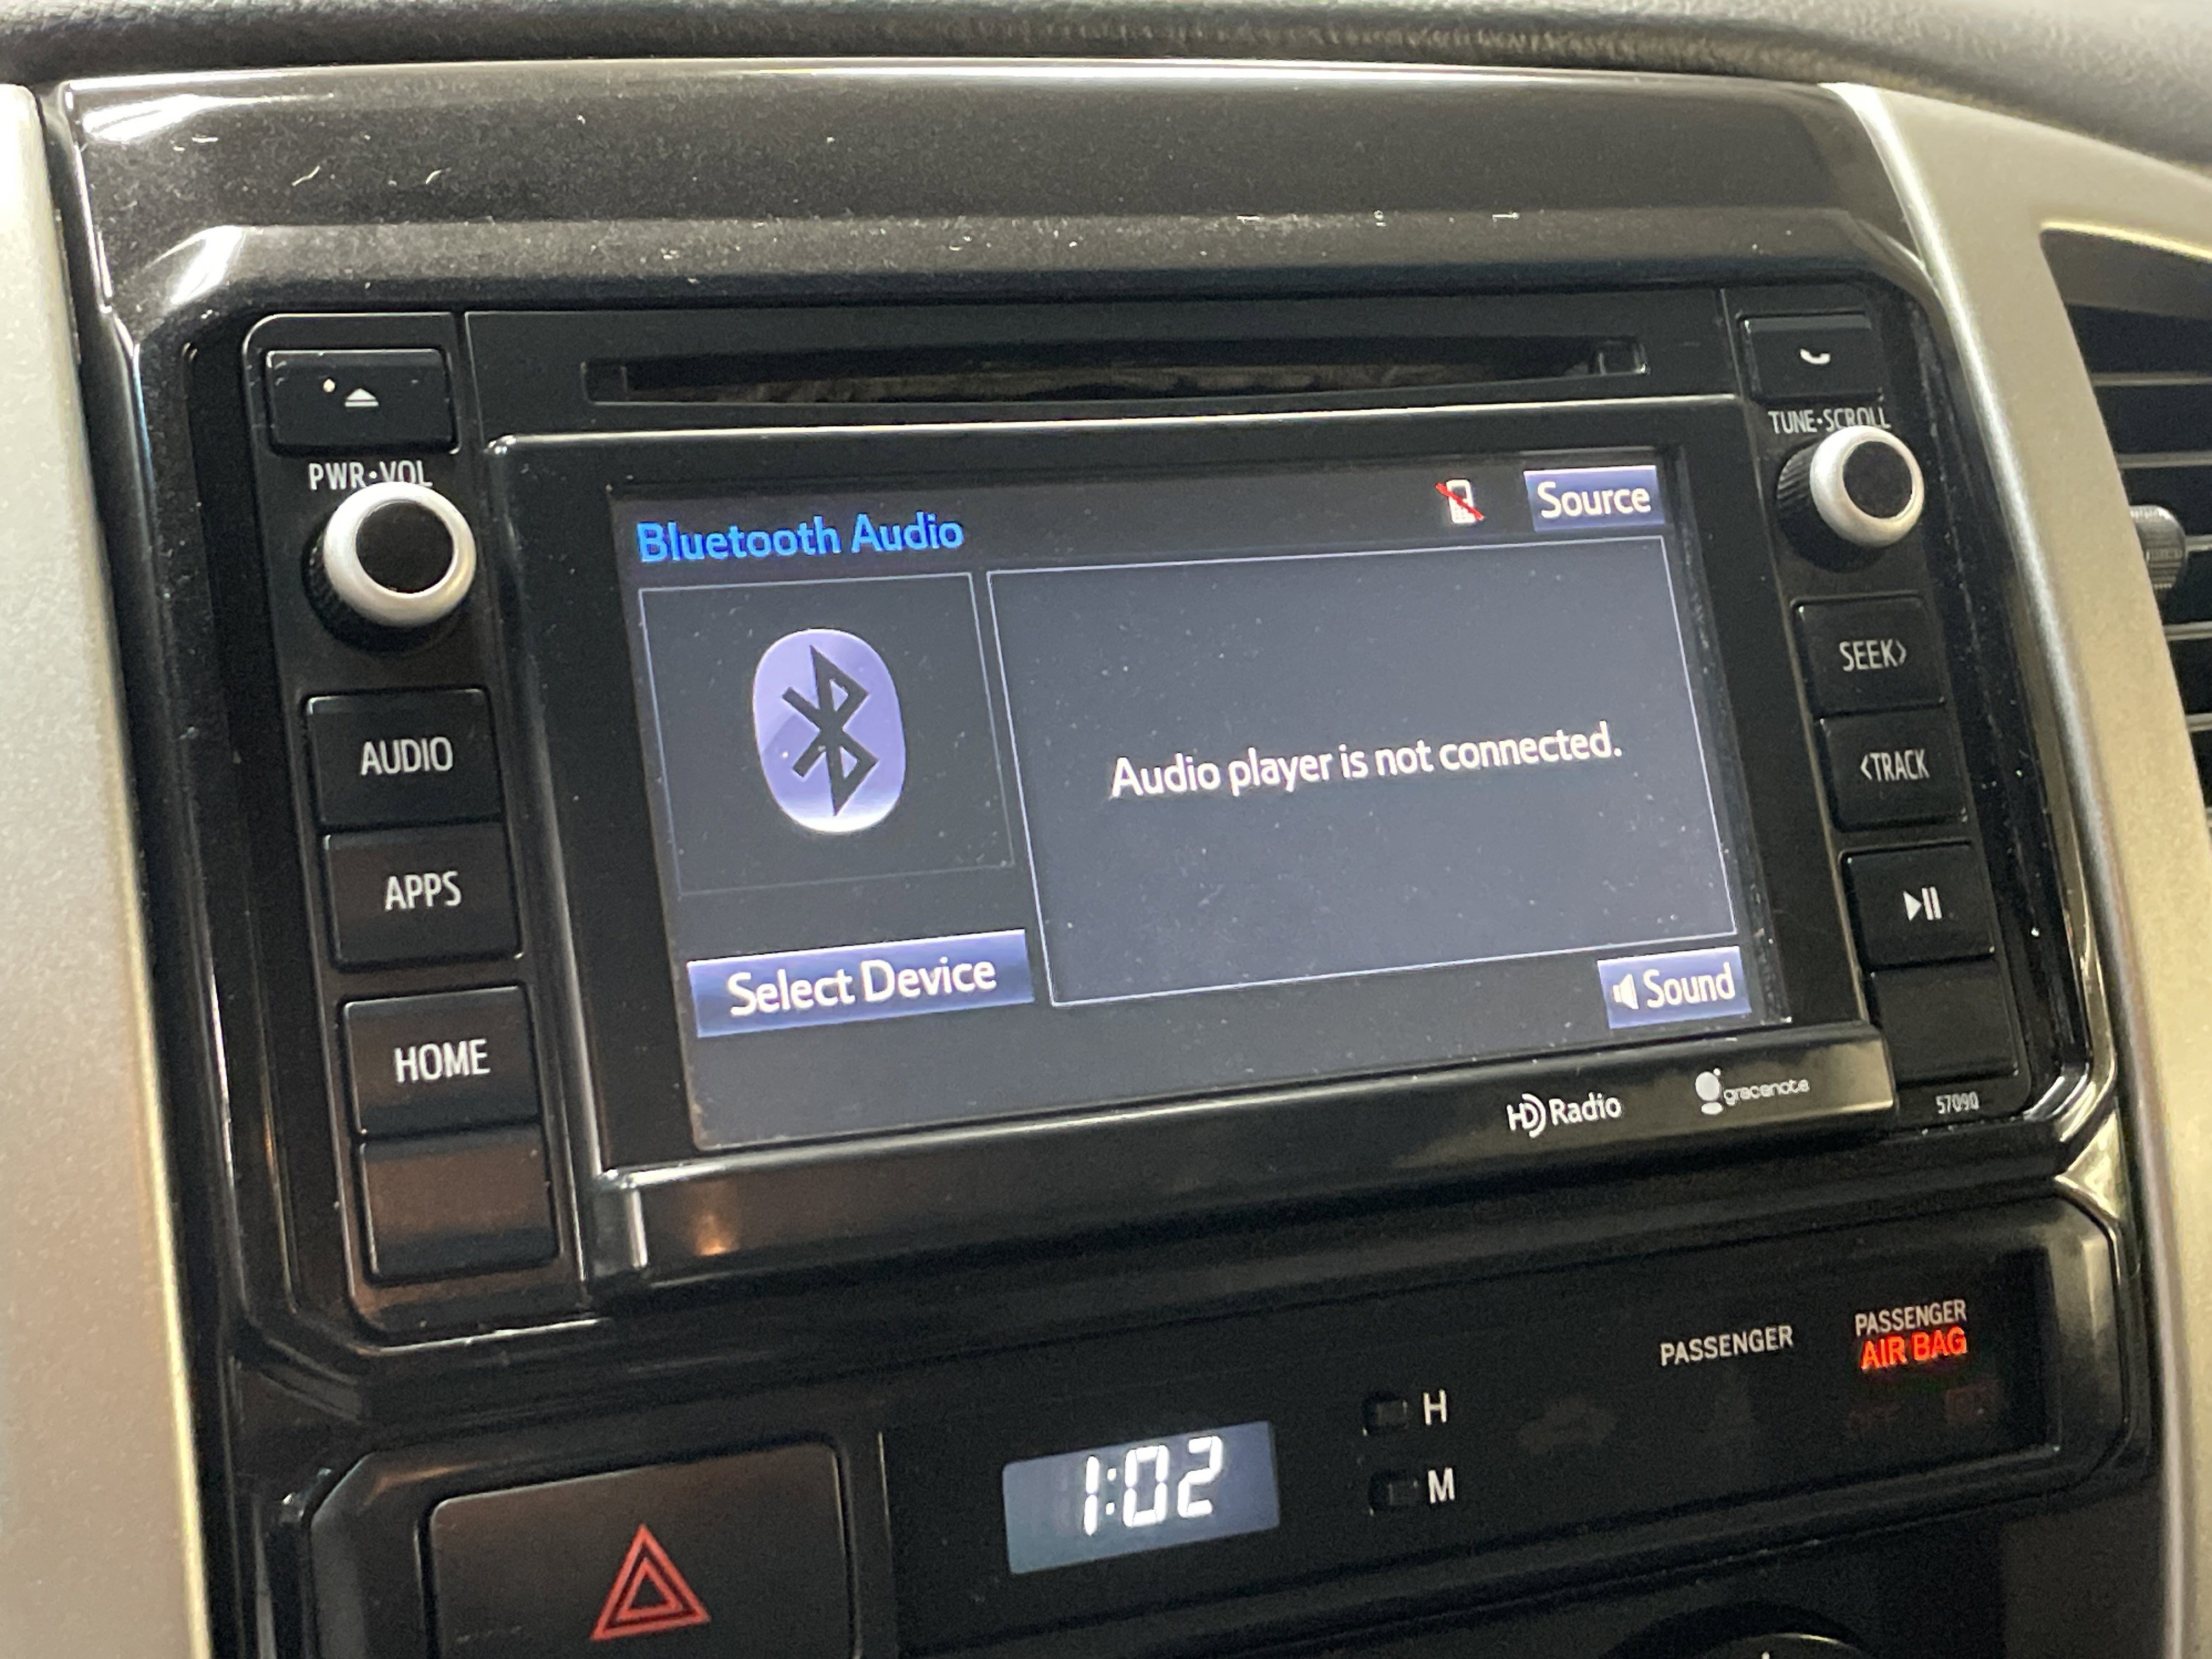 PWR•VOL
TUNE•SCROLL
Bluetooth Audio
Source
AUDIO
SEEK>
Audio player is not connected.
<TRACK
APPS
Select Device
Sound
HOME
HD Radio
gracenote
57090
PASSENGER
PASSENGER
AIR BAG
H
1:02
M